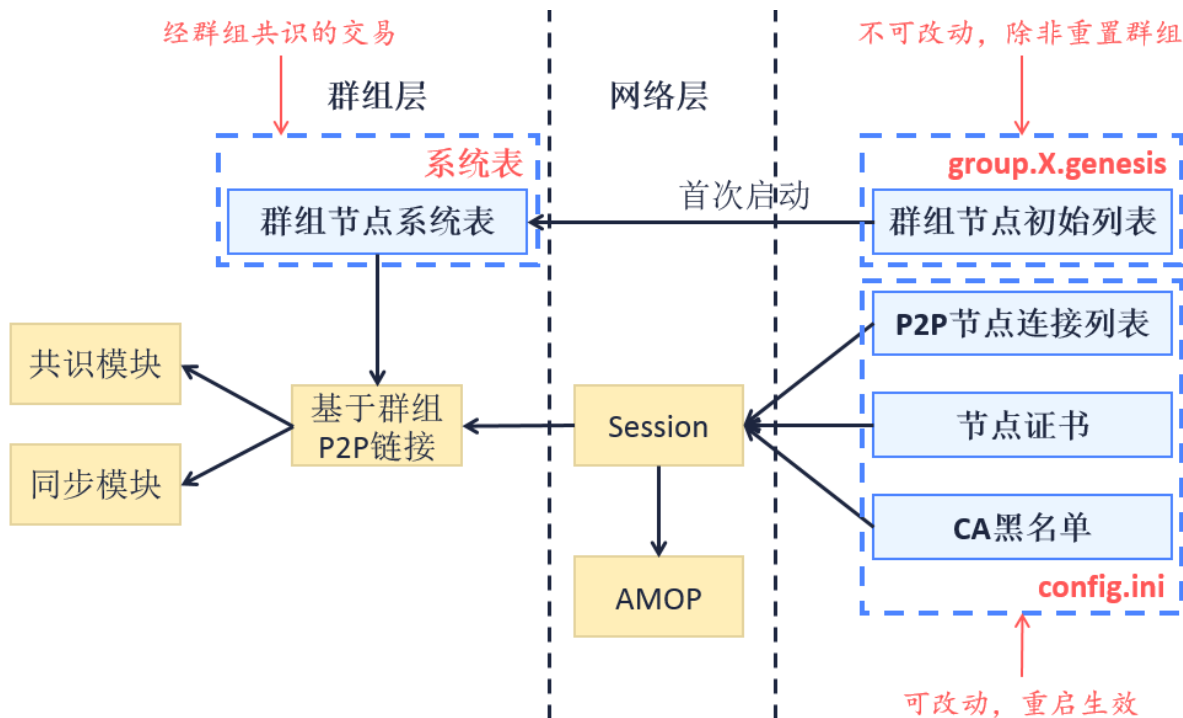 经群组共识的交易
不可改动，除非重置群组
群组层
网络层
系统表
group.X.genesis
群组节点系统表
首次启动
群组节点初始列表
P2P节点连接列表
共识模块
基于群组
P2P链接
Session
节点证书
同步模块
CA黑名单
AMOP
config.ini
可改动，重启生效